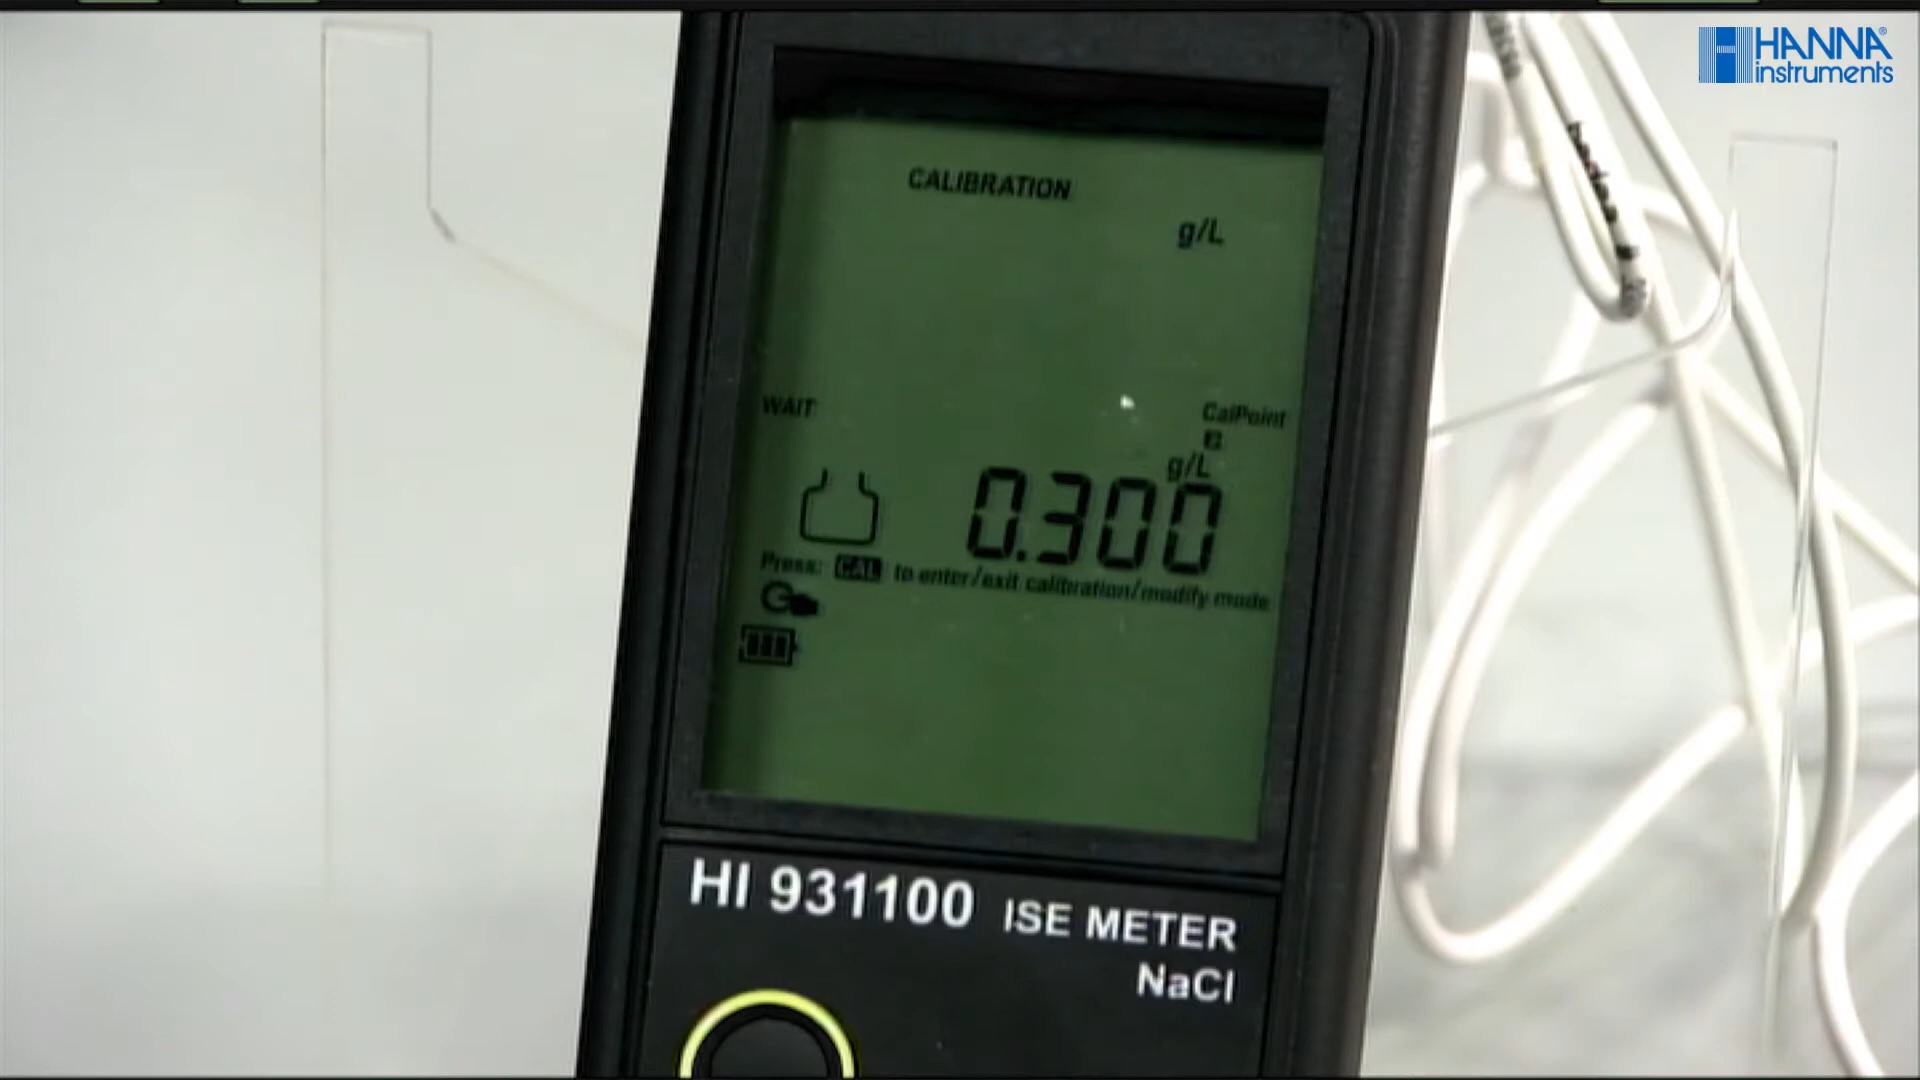 HANNA
instruments
CALIBRATION
g/L
WAIT
CalPoint
2
g/L
0.300
Press: CAL to enter/exit calibration/modify mode
HI 931100 ISE METER
NaCl